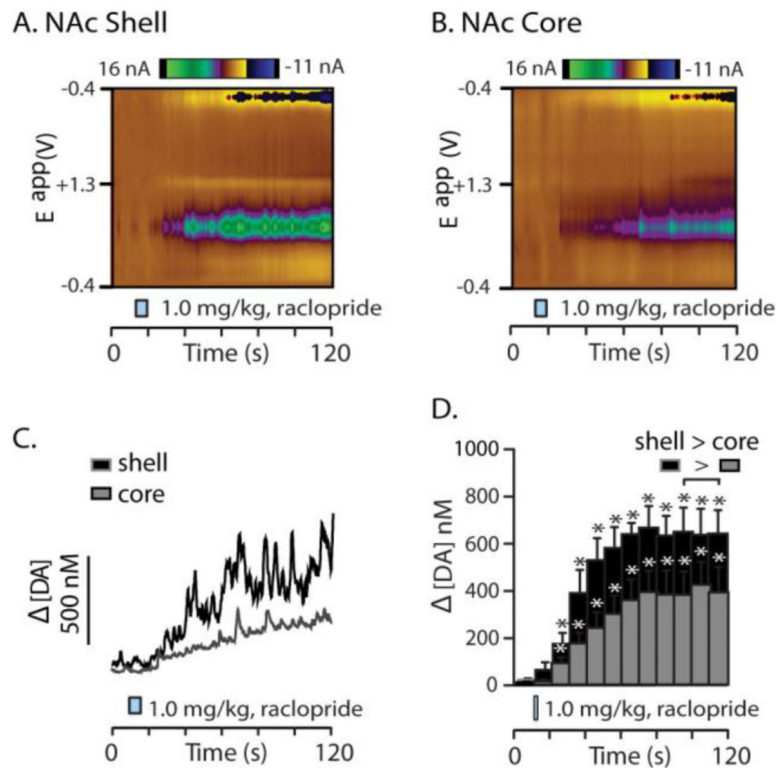 A. NAc Shell
16 nA -11 nA
-0.4
+1.3
-0.4
E app (V)
1.0 mg/kg, raclopride
0 Time (s) 120
B. NAc Core
16 nA -11 nA
-0.4
+1.3
-0.4
E app (V)
1.0 mg/kg, raclopride
0 Time (s) 120
C.
shell
core
Δ [DA]
500 nM
1.0 mg/kg, raclopride
0 Time (s) 120
D.
shell > core
>
1000
800
600
400
200
0
Δ [DA] nM
* * * * * * * * * *
* * * * * * * * * *
1.0 mg/kg, raclopride
0 Time (s) 120